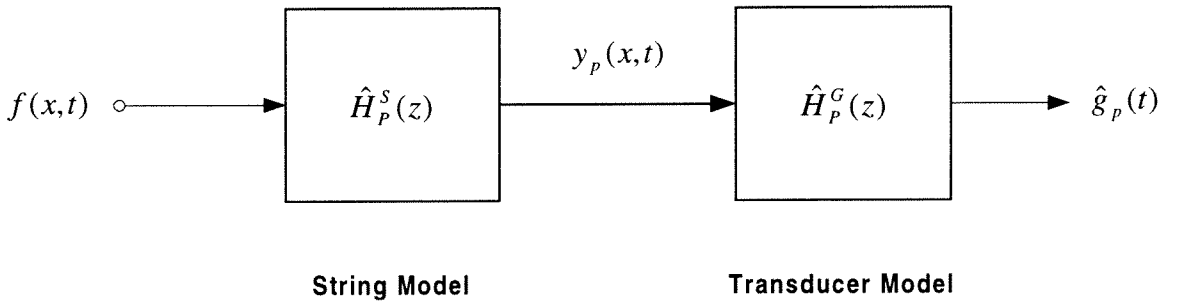 f(x,t)
Ĥ_P^S(z)
y_p(x,t)
Ĥ_P^G(z)
ĝ_p(t)
String Model
Transducer Model